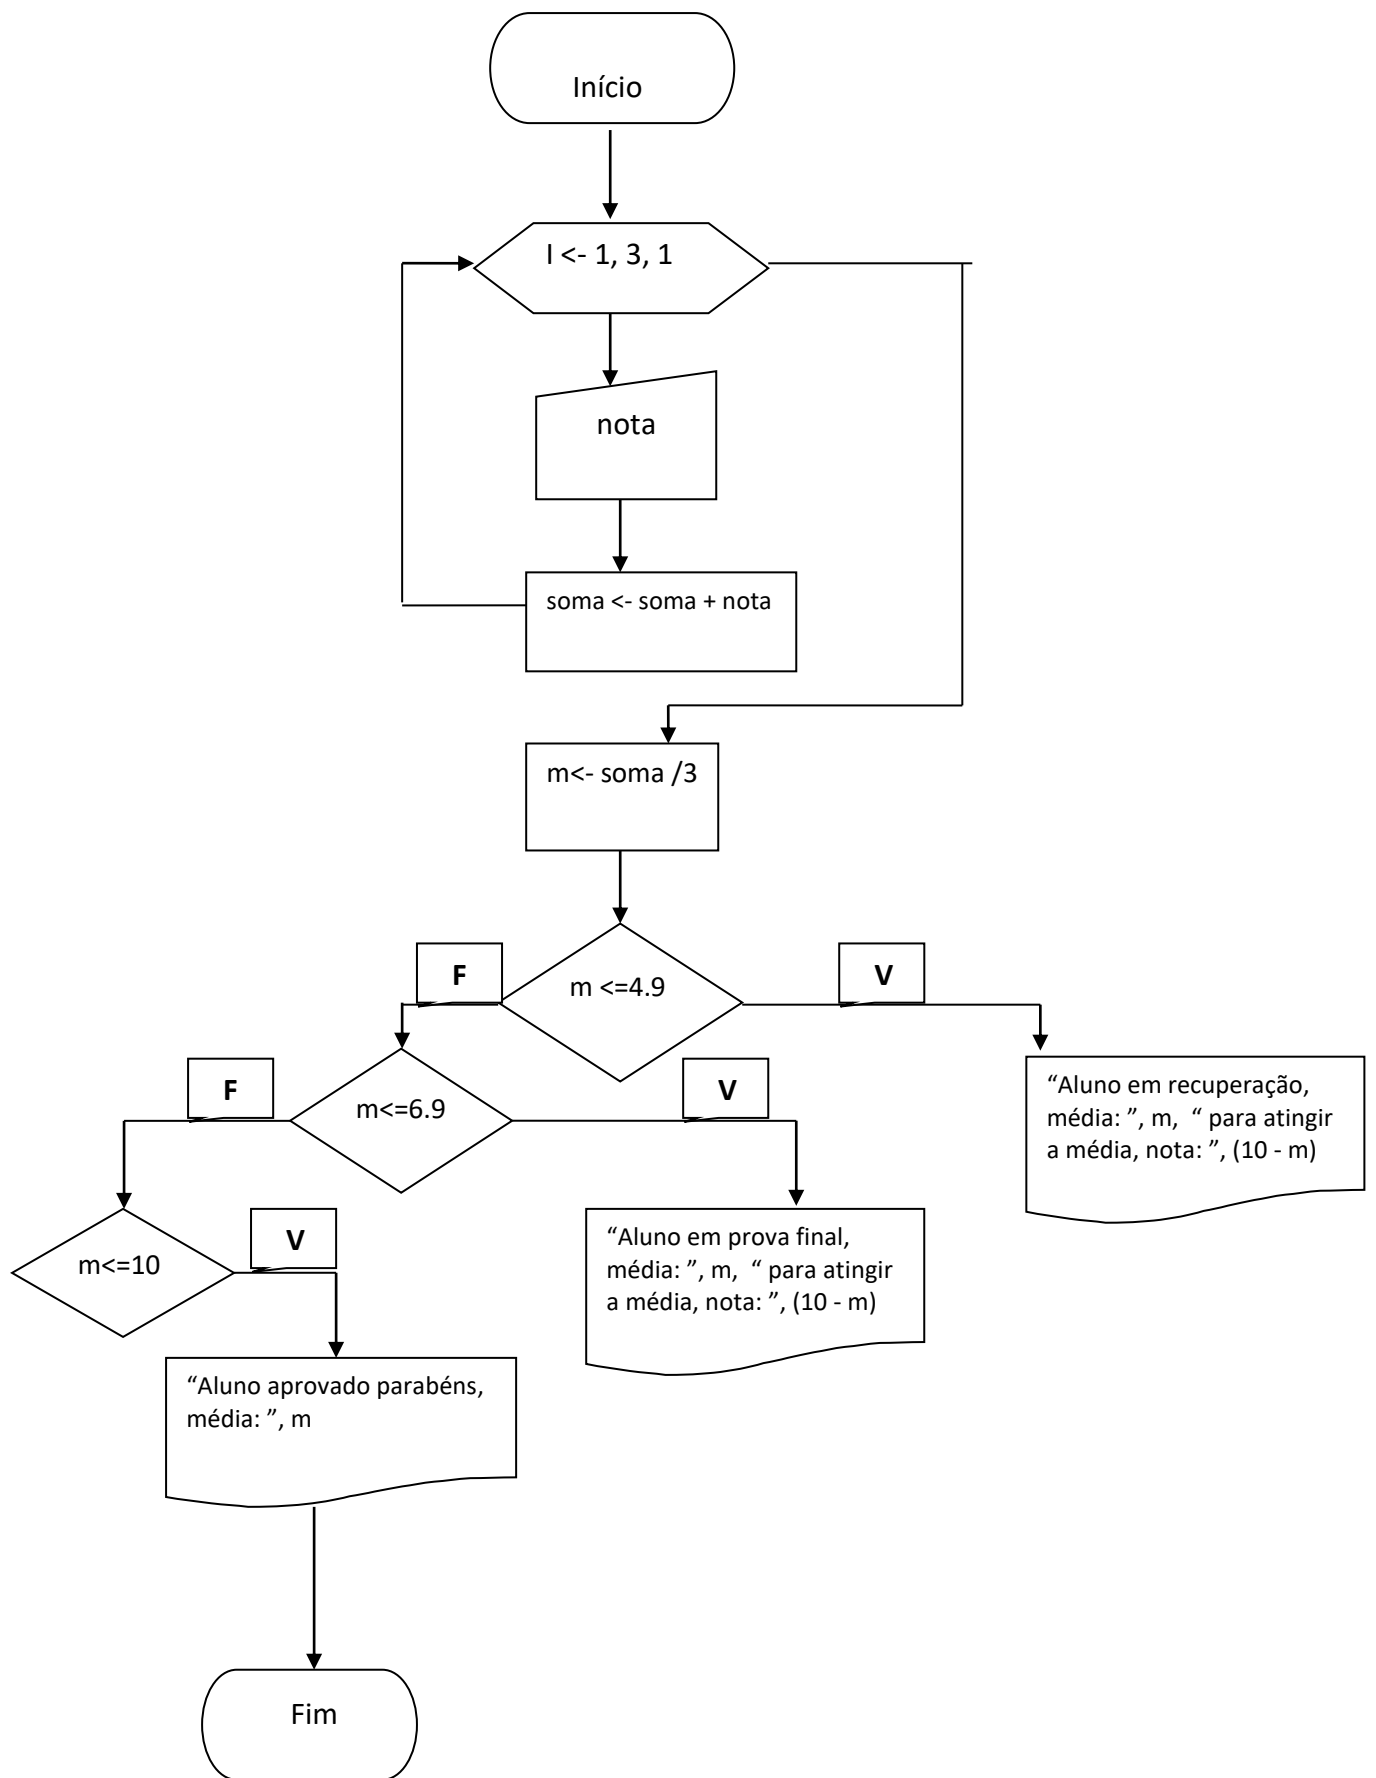 Início
I <- 1, 3, 1
nota
soma <- soma + nota
m<- soma /3
F
m <=4.9
V
F
m<=6.9
V
“Aluno em recuperação,
média: ”, m,  “ para atingir
a média, nota: ”, (10 - m)
m<=10
V
“Aluno em prova final,
média: ”, m,  “ para atingir
a média, nota: ”, (10 - m)
“Aluno aprovado parabéns,
média: ”, m
Fim